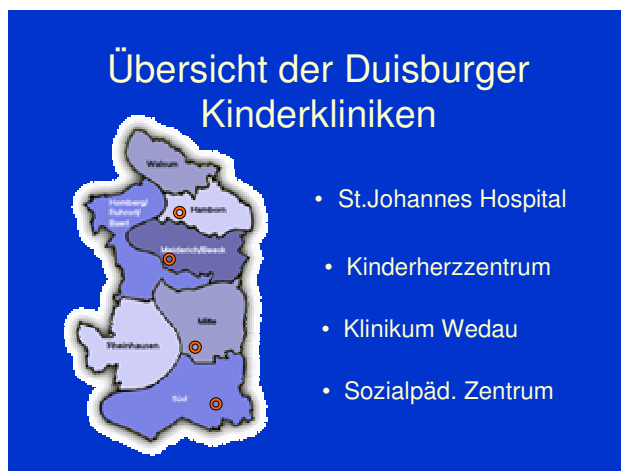 Übersicht der Duisburger
Kinderkliniken
Walsum
Homberg/
Ruhrort/
Baerl
Hamborn
Meiderich/Beeck
Mitte
Rheinhausen
Süd
• St.Johannes Hospital
• Kinderherzzentrum
• Klinikum Wedau
• Sozialpäd. Zentrum